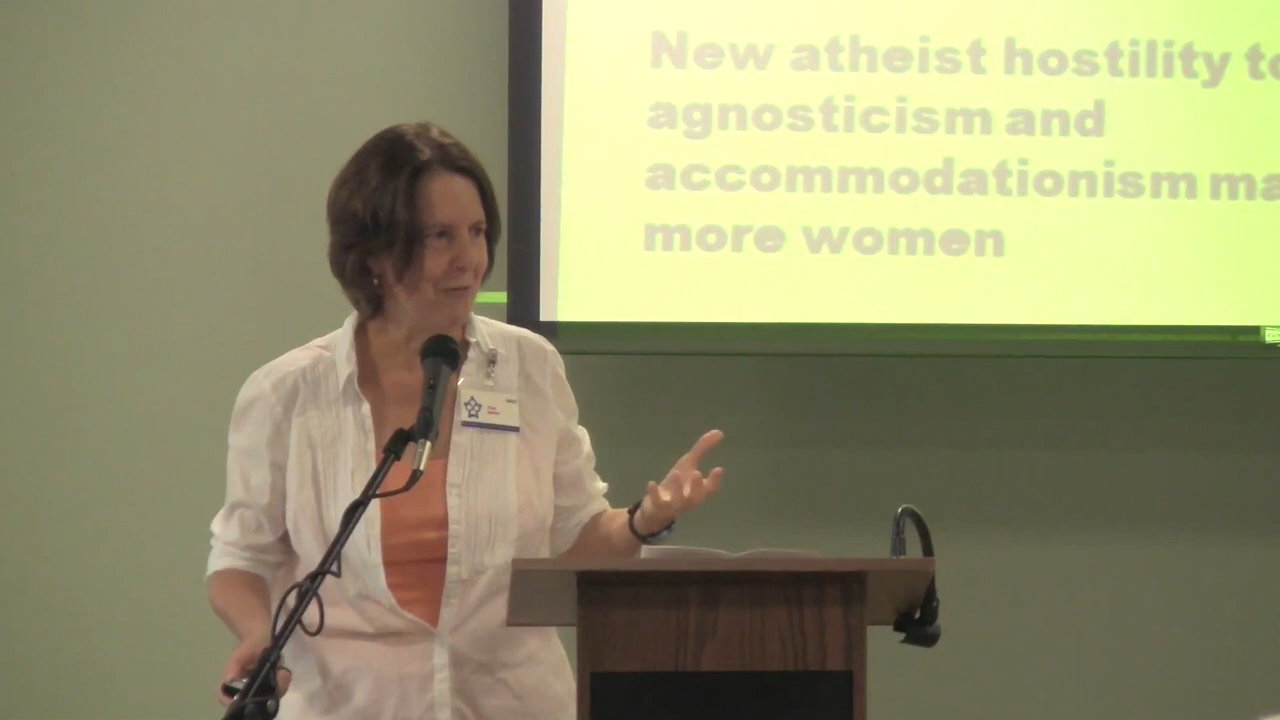 New atheist hostility to
agnosticism and
accommodationism ma
more women